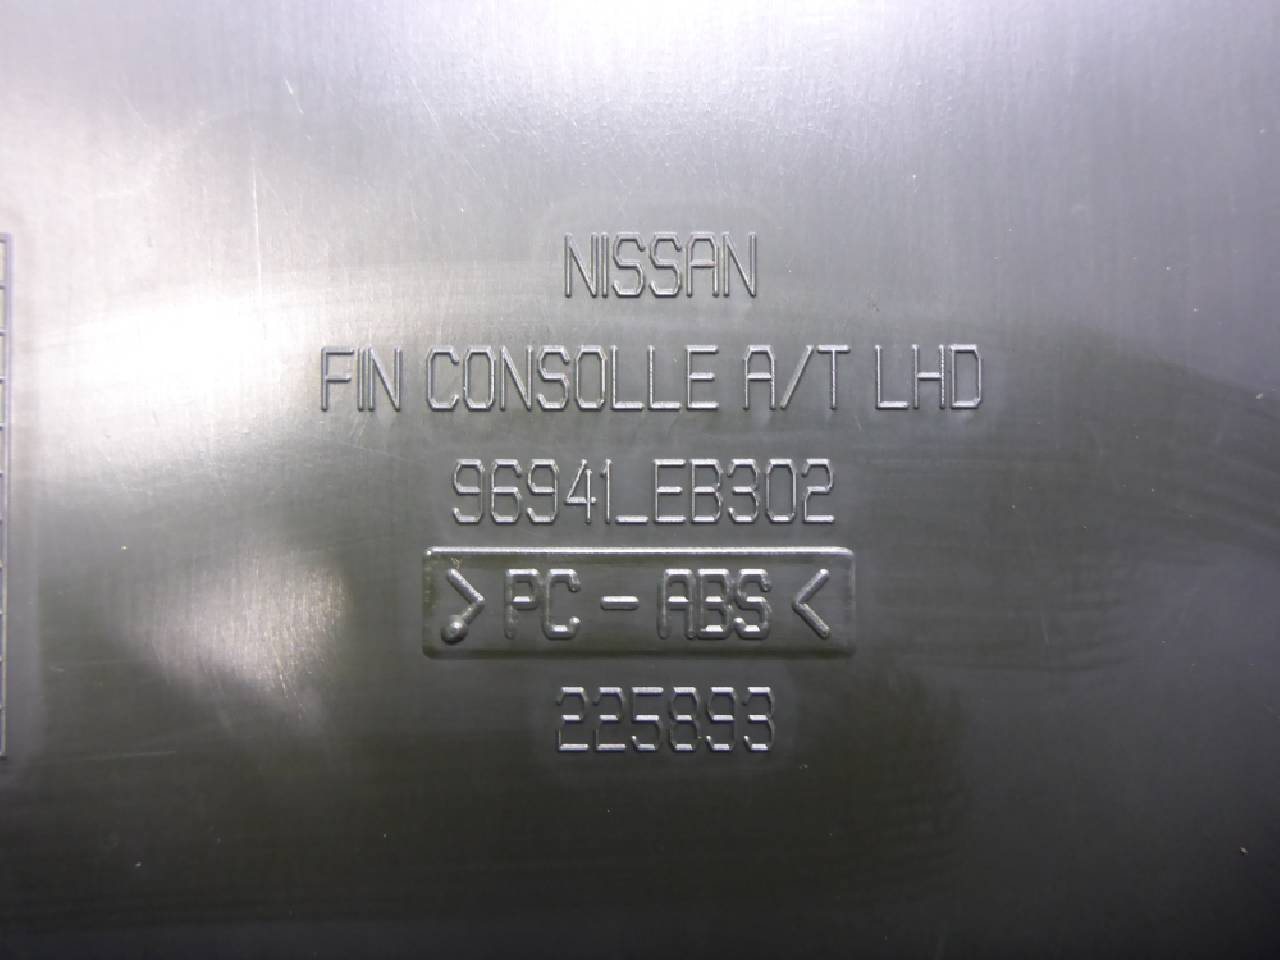 NISSAN
FIN CONSOLLE A/T LHD
96941_EB302
>PC-ABS<
225893